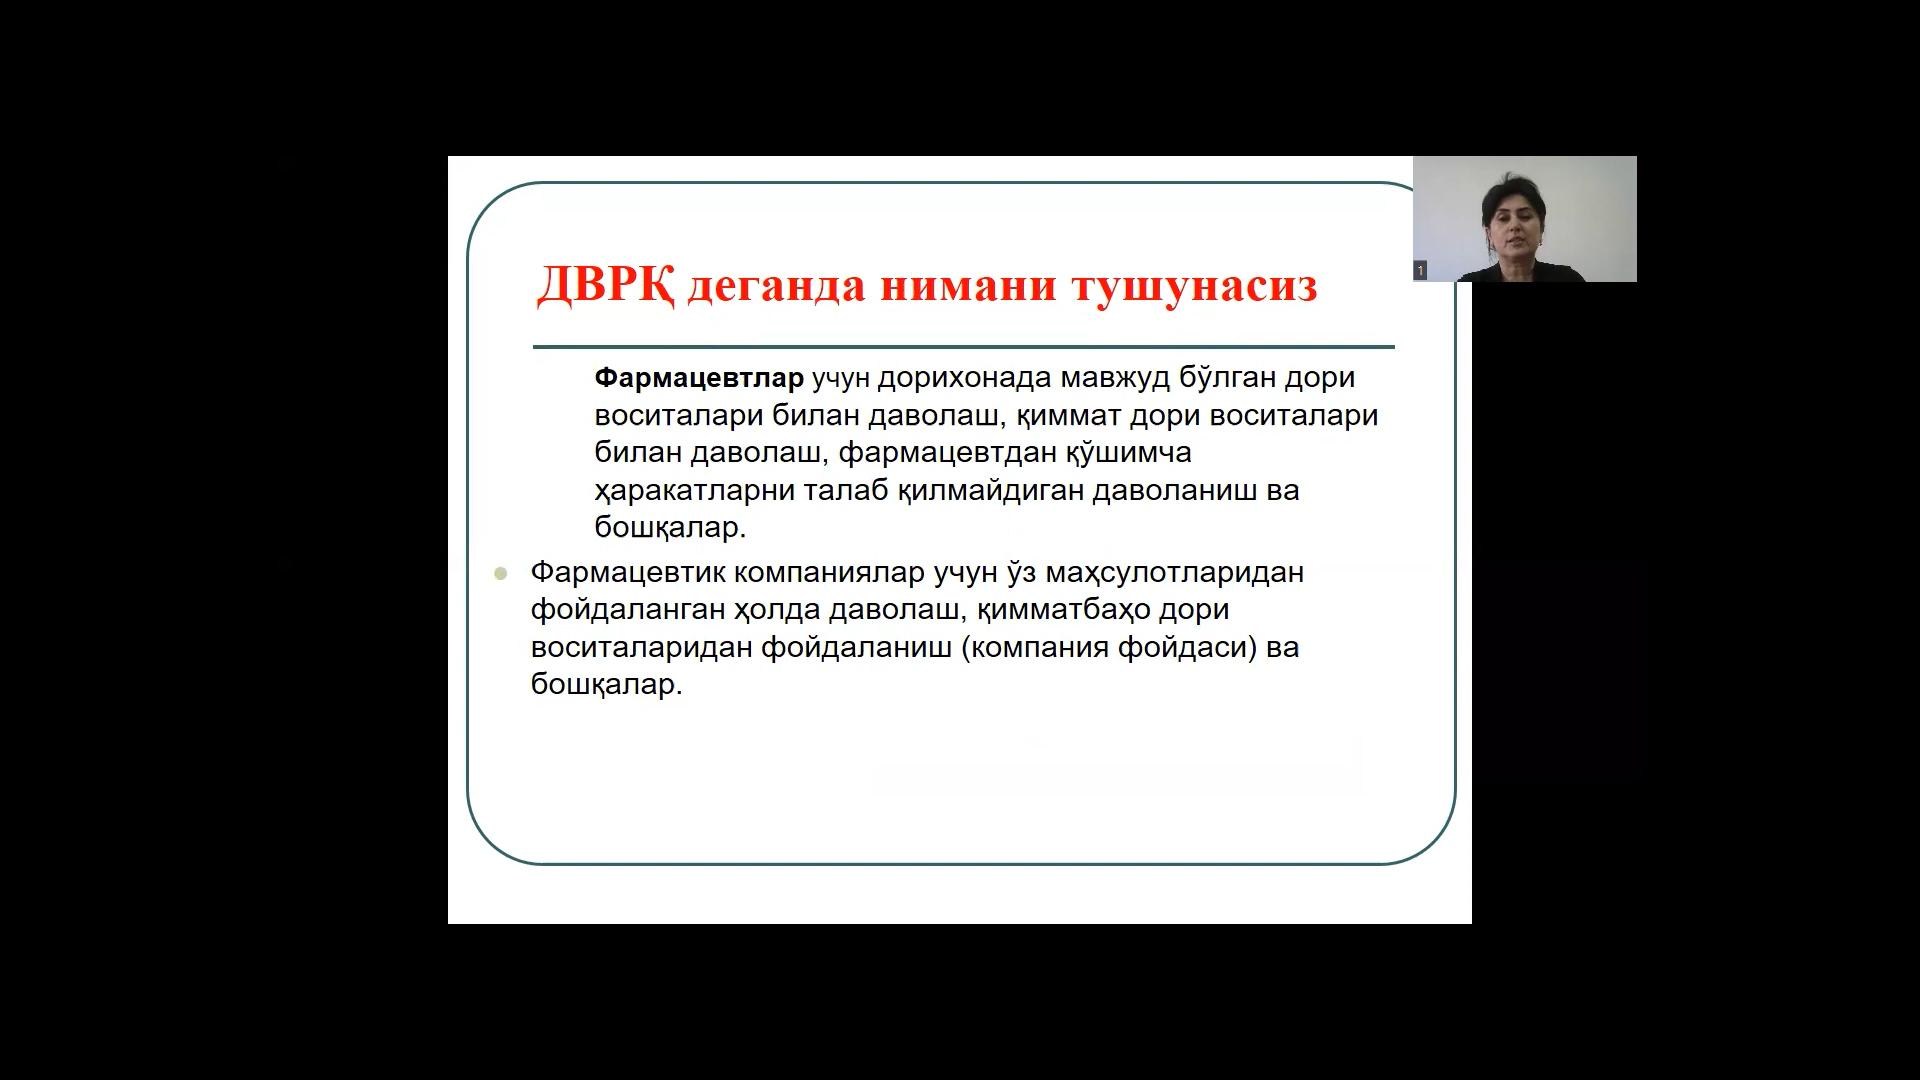 ДВРҚ деганда нимани тушунасиз
Фармацевтлар учун дорихонада мавжуд бўлган дори
воситалари билан даволаш, қиммат дори воситалари
билан даволаш, фармацевтдан қўшимча
ҳаракатларни талаб қилмайдиган даволаниш ва
бошқалар.
Фармацевтик компаниялар учун ўз маҳсулотларидан
фойдаланган ҳолда даволаш, қимматбаҳо дори
воситаларидан фойдаланиш (компания фойдаси) ва
бошқалар.
1